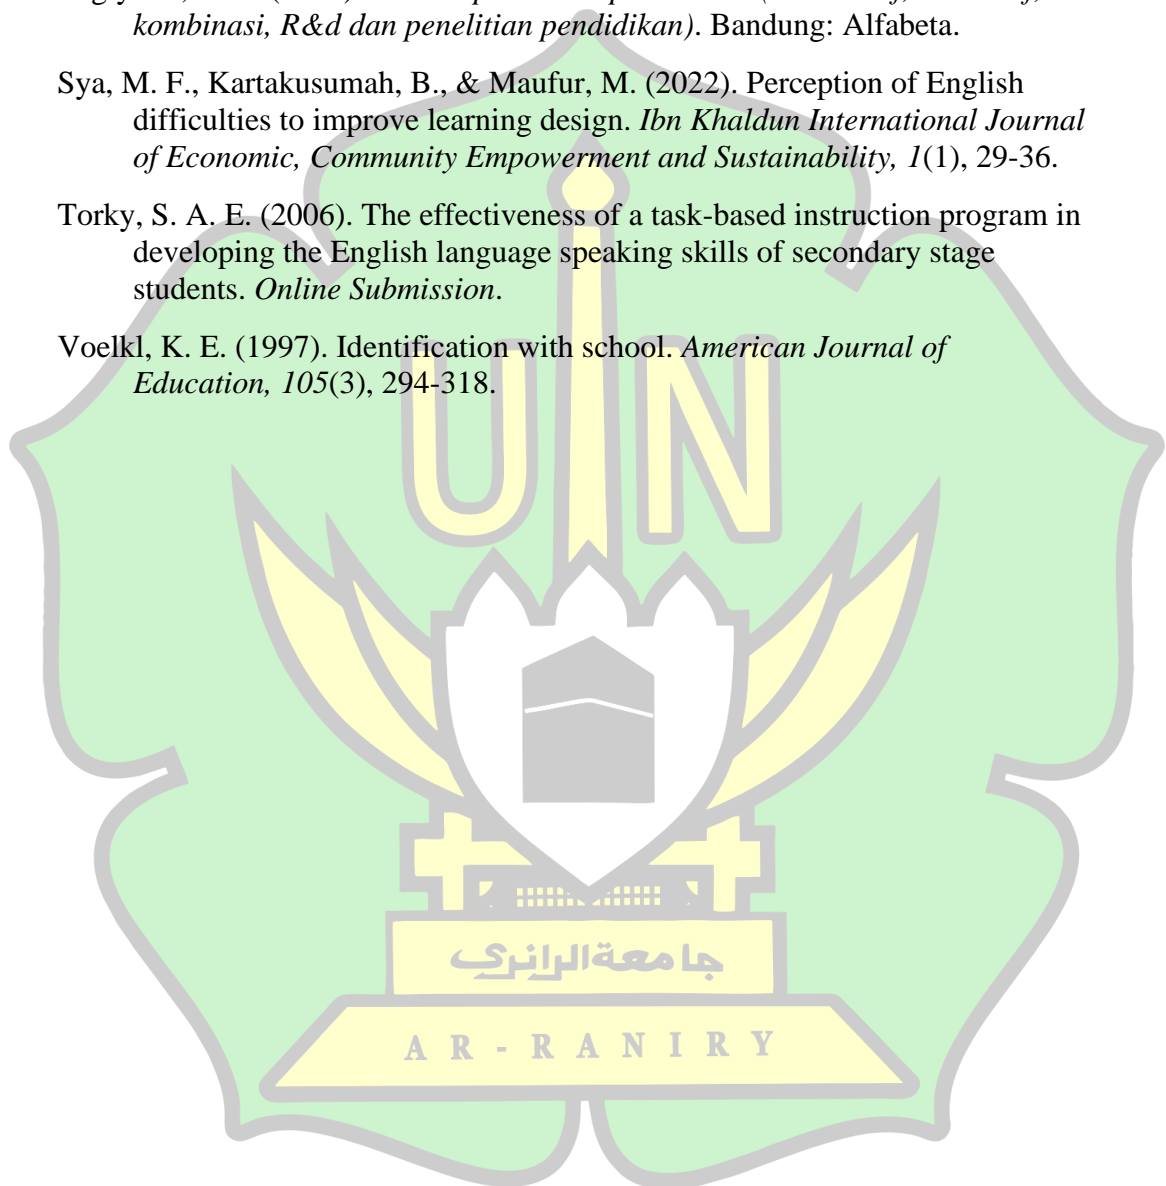 kombinasi, R&d dan penelitian pendidikan). Bandung: Alfabeta.
Sya, M. F., Kartakusumah, B., & Maufur, M. (2022). Perception of English
difficulties to improve learning design. Ibn Khaldun International Journal
of Economic, Community Empowerment and Sustainability, 1(1), 29-36.
Torky, S. A. E. (2006). The effectiveness of a task-based instruction program in
developing the English language speaking skills of secondary stage
students. Online Submission.
Voelkl, K. E. (1997). Identification with school. American Journal of
Education, 105(3), 294-318.
UIN
جامعة الرانري
AR-RANIRY